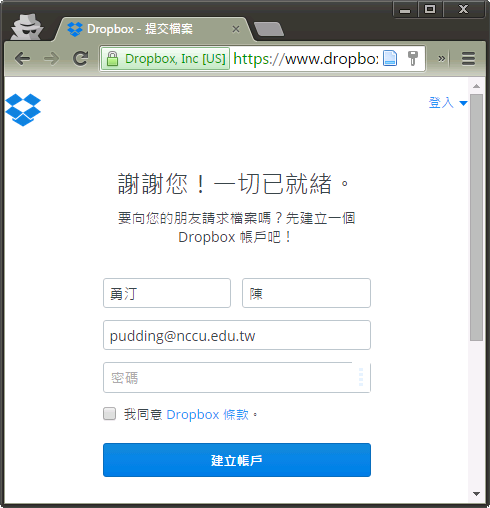 Dropbox - 提交檔案
Dropbox, Inc [US] https://www.dropbo
登入
謝謝您！一切已就緒。
要向您的朋友請求檔案嗎？先建立一個
Dropbox 帳戶吧！
勇汀 陳
pudding@nccu.edu.tw
密碼
我同意 Dropbox 條款。
建立帳戶